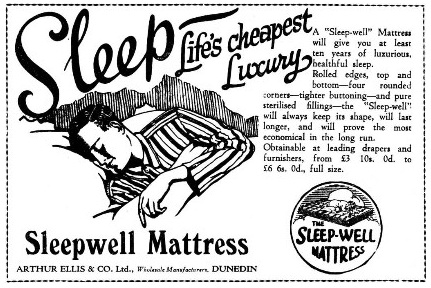 Sleep
Life's cheapest
Luxury
A "Sleep-well" Mattress
will give you at least
ten years of luxurious,
healthful sleep.
Rolled edges, top and
bottom—four rounded
corners—tighter buttoning—and pure
sterilised fillings—the "Sleep-well"
will always keep its shape, will last
longer, and will prove the most
economical in the long run.
Obtainable at leading drapers and
furnishers, from £3 10s. 0d. to
£6 6s. 0d., full size.
Sleepwell Mattress
ARTHUR ELLIS & CO. Ltd., Wholesale Manufacturers, DUNEDIN
THE
SLEEP-WELL
MATTRESS